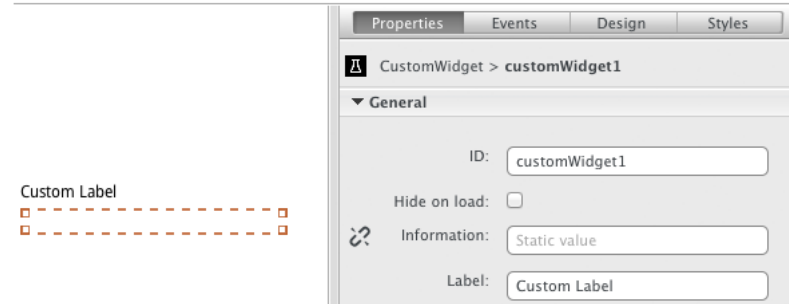 Properties Events Design Styles
CustomWidget > customWidget1
General
ID: customWidget1
Custom Label
Hide on load:
Information: Static value
Label: Custom Label